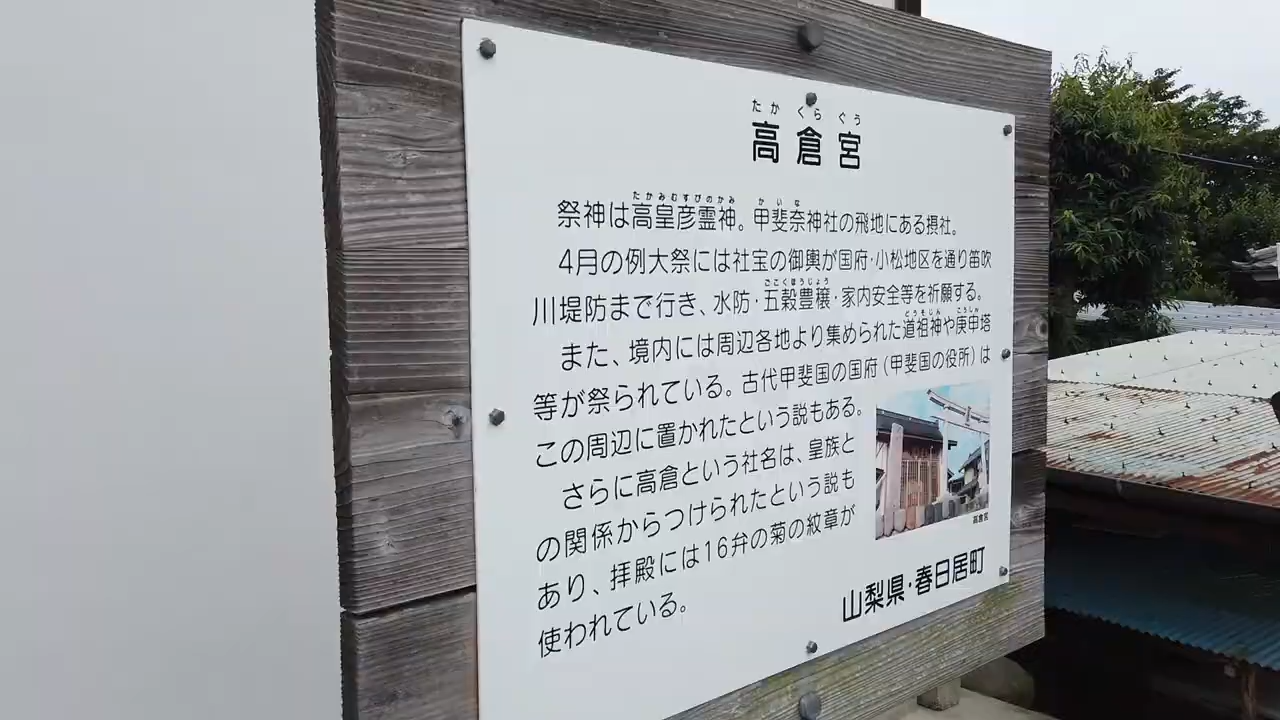 たかくらぐう
高倉宮
たかみむすびのかみ かいな
祭神は高皇彦霊神。甲斐奈神社の飛地にある摂社。
4月の例大祭には社宝の御輿が国府·小松地区を通り笛吹
ごこくほうじょう
川堤防まで行き、水防·五穀豊穣·家内安全等を祈願する。
どうそじん こうしん
また、境内には周辺各地より集められた道祖神や庚申塔
等が祭られている。古代甲斐国の国府(甲斐国の役所)は
この周辺に置かれたという説もある。
さらに高倉という社名は、皇族と
の関係からつけられたという説も
あり、拝殿には16弁の菊の紋章が
使われている。
高倉宮
山梨県·春日居町